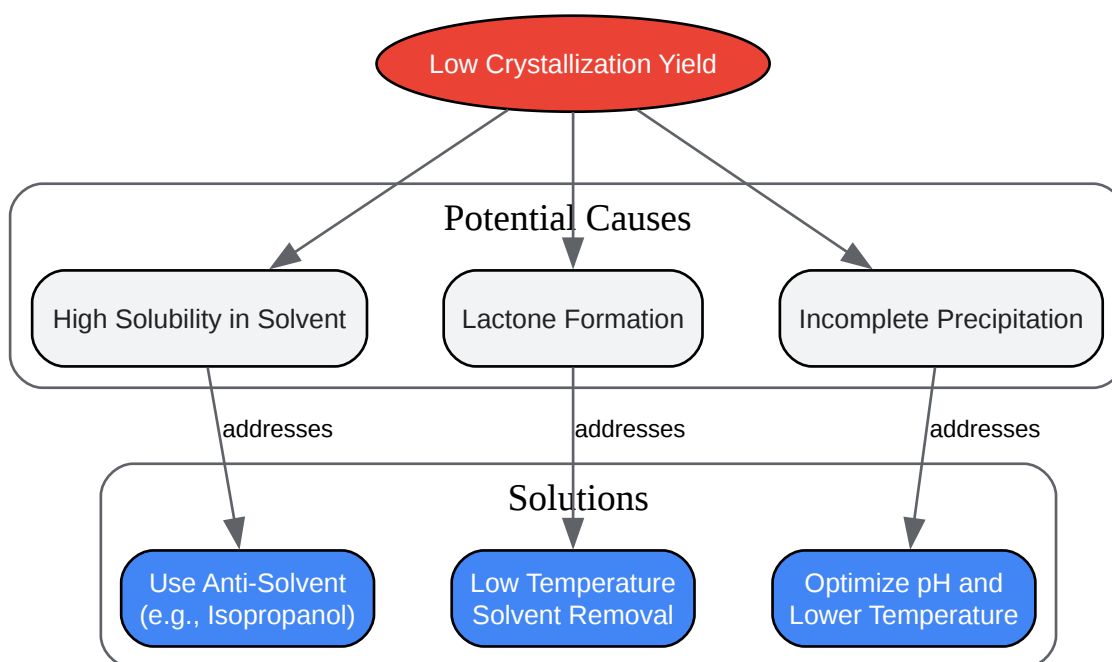 Low Crystallization Yield
Potential Causes
High Solubility in Solvent
Lactone Formation
Incomplete Precipitation
addresses
addresses
addresses
Solutions
Use Anti-Solvent
(e.g., Isopropanol)
Low Temperature
Solvent Removal
Optimize pH and
Lower Temperature